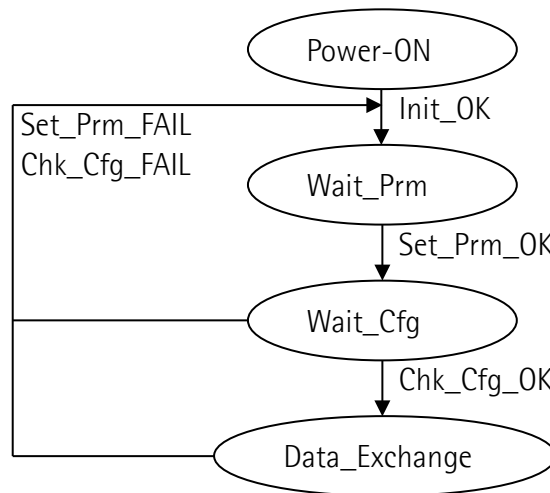 Power-ON
Set_Prm_FAIL
Init_OK
Chk_Cfg_FAIL
Wait_Prm
Set_Prm_OK
Wait_Cfg
Chk_Cfg_OK
Data_Exchange